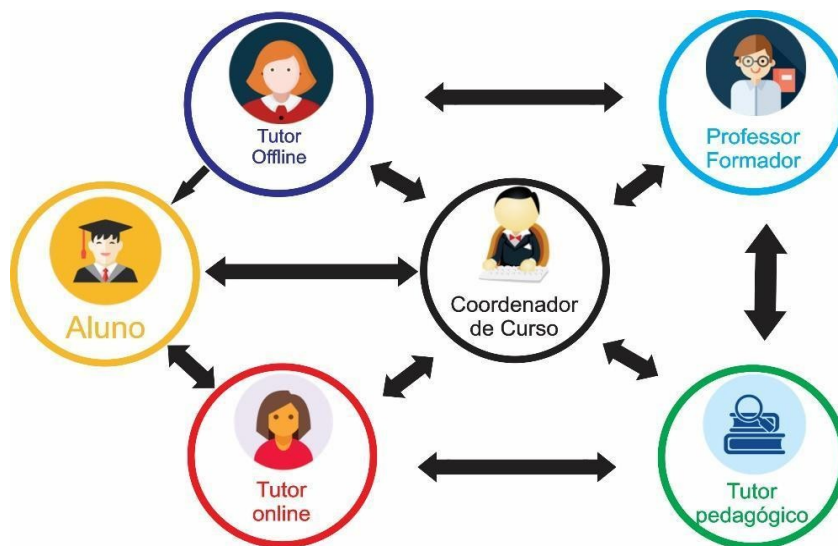 Tutor
Offline
Professor
Formador
Aluno
Coordenador
de Curso
Tutor
online
Tutor
pedagógico